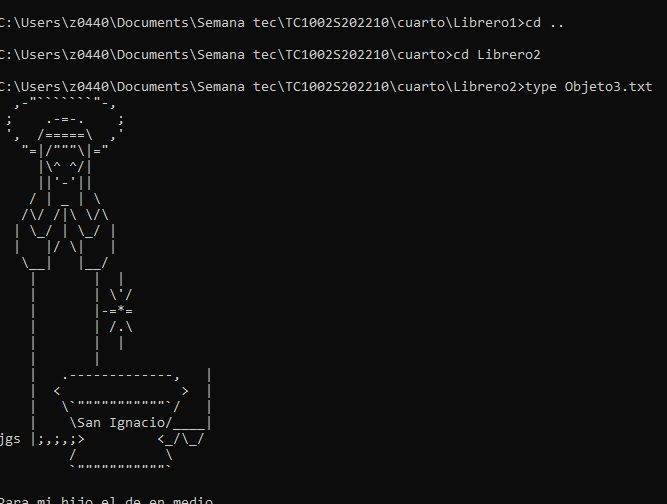 C:\Users\z0440\Documents\Semana tec\TC1002S202210\cuarto\Librero1>cd ..
C:\Users\z0440\Documents\Semana tec\TC1002S202210\cuarto>cd Librero2
C:\Users\z0440\Documents\Semana tec\TC1002S202210\cuarto\Librero2>type Objeto3.txt
San Ignacio
jgs
Para mi hijo el de en medio